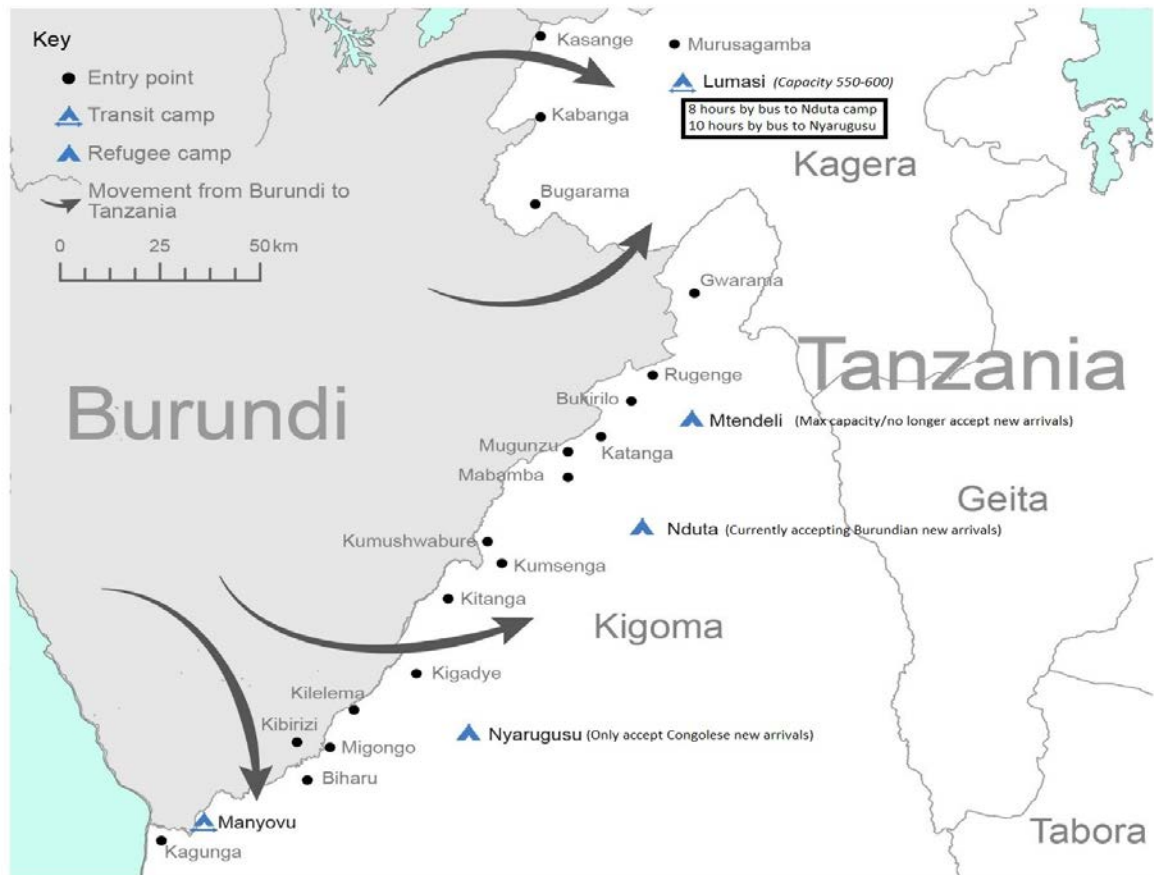 Key
Entry point
Transit camp
Refugee camp
Movement from Burundi to
Tanzania
0 25 50 km
Kasange
Murusagamba
Lumasi (Capacity 550-600)
8 hours by bus to Nduta camp
10 hours by bus to Nyarugusu
Kabanga
Kagera
Bugarama
Gwarama
Tanzania
Burundi
Rugenge
Buhirilo
Mtendeli (Max capacity/no longer accept new arrivals)
Katanga
Mugunzu
Mabamba
Geita
Nduta (Currently accepting Burundian new arrivals)
Kumushwabure
Kumsenga
Kitanga
Kigoma
Kigadye
Kilelema
Kibirizi
Nyarugusu (Only accept Congolese new arrivals)
Migongo
Biharu
Manyovu
Kagunga
Tabora